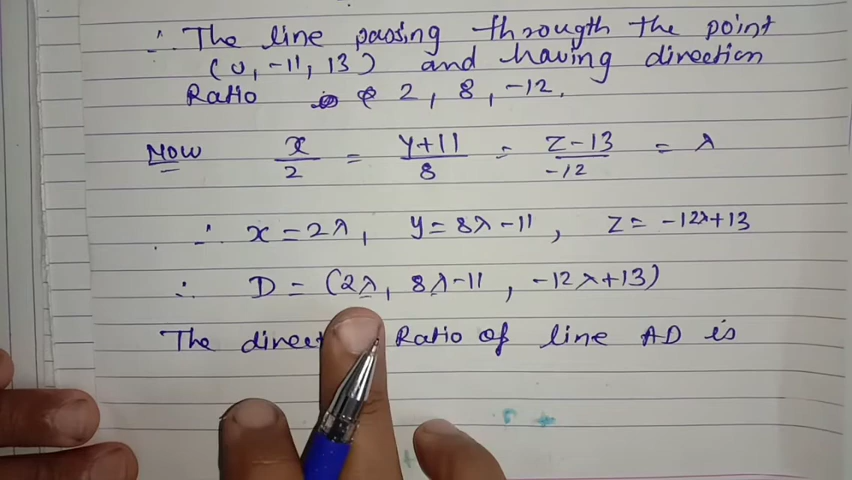 ∴ The line passing throught the point
(0, -11, 13) and having direction
Ratio is 2, 8, -12.
Now x/2 = y+11/8 = z-13/-12 = λ
∴ x = 2λ, y = 8λ-11, z = -12λ+13
∴ D = (2λ, 8λ-11, -12λ+13)
The direct Ratio of line AD is